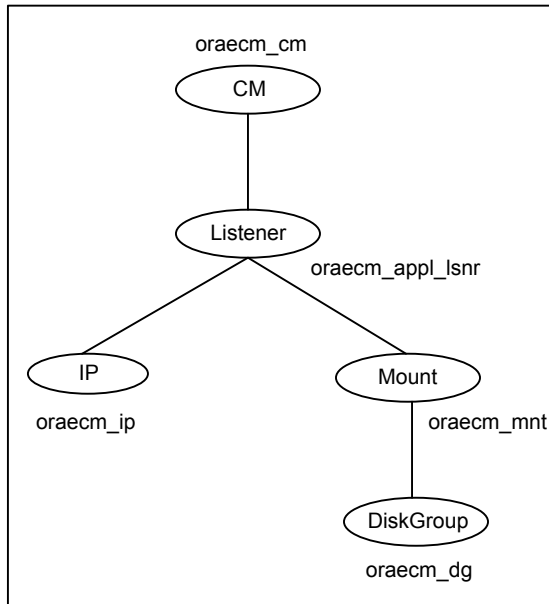 oraecm_cm
CM
Listener
oraecm_appl_lsnr
IP
Mount
oraecm_ip
oraecm_mnt
DiskGroup
oraecm_dg